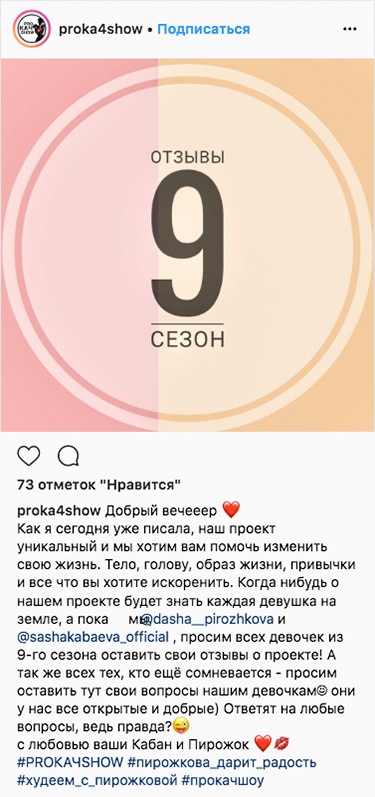 PRO
КАЧ
SHOW
proka4show • Подписаться
ОТЗЫВЫ
9
СЕЗОН
73 отметок "Нравится"
proka4show Добрый вечееер ❤️
Как я сегодня уже писала, наш проект
уникальный и мы хотим вам помочь изменить
свою жизнь. Тело, голову, образ жизни, привычки
и все что вы хотите искоренить. Когда нибудь о
нашем проекте будет знать каждая девушка на
земле, а пока мы @dasha__pirozhkova и
@sashakabaeva_official , просим всех девочек из
9-го сезона оставить свои отзывы о проекте! А
так же всех тех, кто ещё сомневается - просим
оставить тут свои вопросы нашим девочкам☺ они
у нас все открытые и добрые) Ответят на любые
вопросы, ведь правда?😜
с любовью ваши Кабан и Пирожок ❤️💋
#PROKAЧSHOW #пирожкова_дарит_радость
#худеем_с_пирожковой #прокачшоу